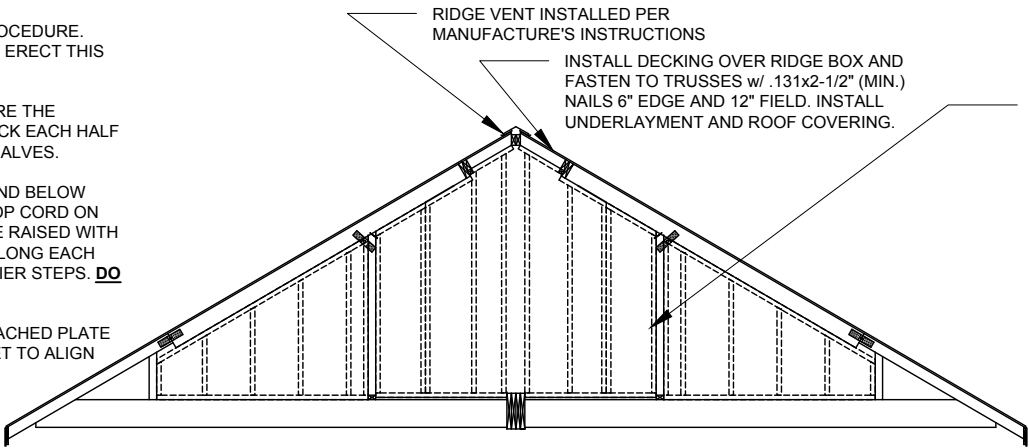 OCEDURE.
ERECT THIS
RE THE
CK EACH HALF
ALVES.
ND BELOW
OP CORD ON
E RAISED WITH
LONG EACH
IER STEPS. DO
ACHED PLATE
ET TO ALIGN
RIDGE VENT INSTALLED PER
MANUFACTURE'S INSTRUCTIONS
INSTALL DECKING OVER RIDGE BOX AND
FASTEN TO TRUSSES w/ .131x2-1/2" (MIN.)
NAILS 6" EDGE AND 12" FIELD. INSTALL
UNDERLAYMENT AND ROOF COVERING.